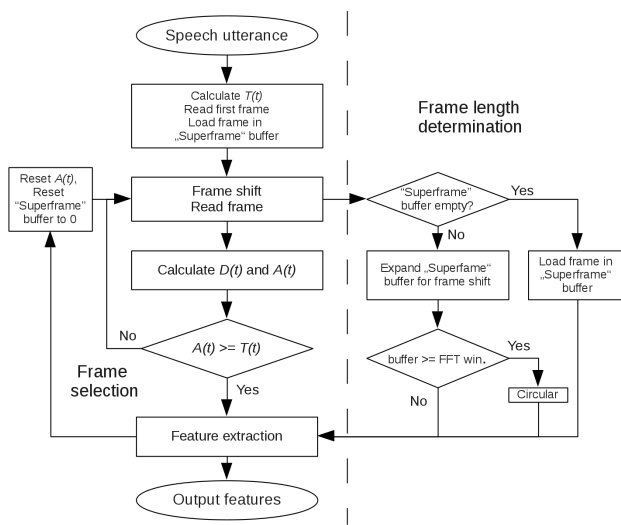 Speech utterance
Calculate T(t)
Read first frame
Load frame in
„Superframe“ buffer
Frame length
determination
Reset A(t),
Reset
“Superframe”
buffer to 0
Frame shift
Read frame
“Superframe”
buffer empty?
Yes
No
Calculate D(t) and A(t)
Expand „Superfame“
buffer for frame shift
Load frame in
„Superframe“
buffer
No
A(t) >= T(t)
buffer >= FFT win.
Yes
Frame
selection
Yes
Circular
No
Feature extraction
Output features